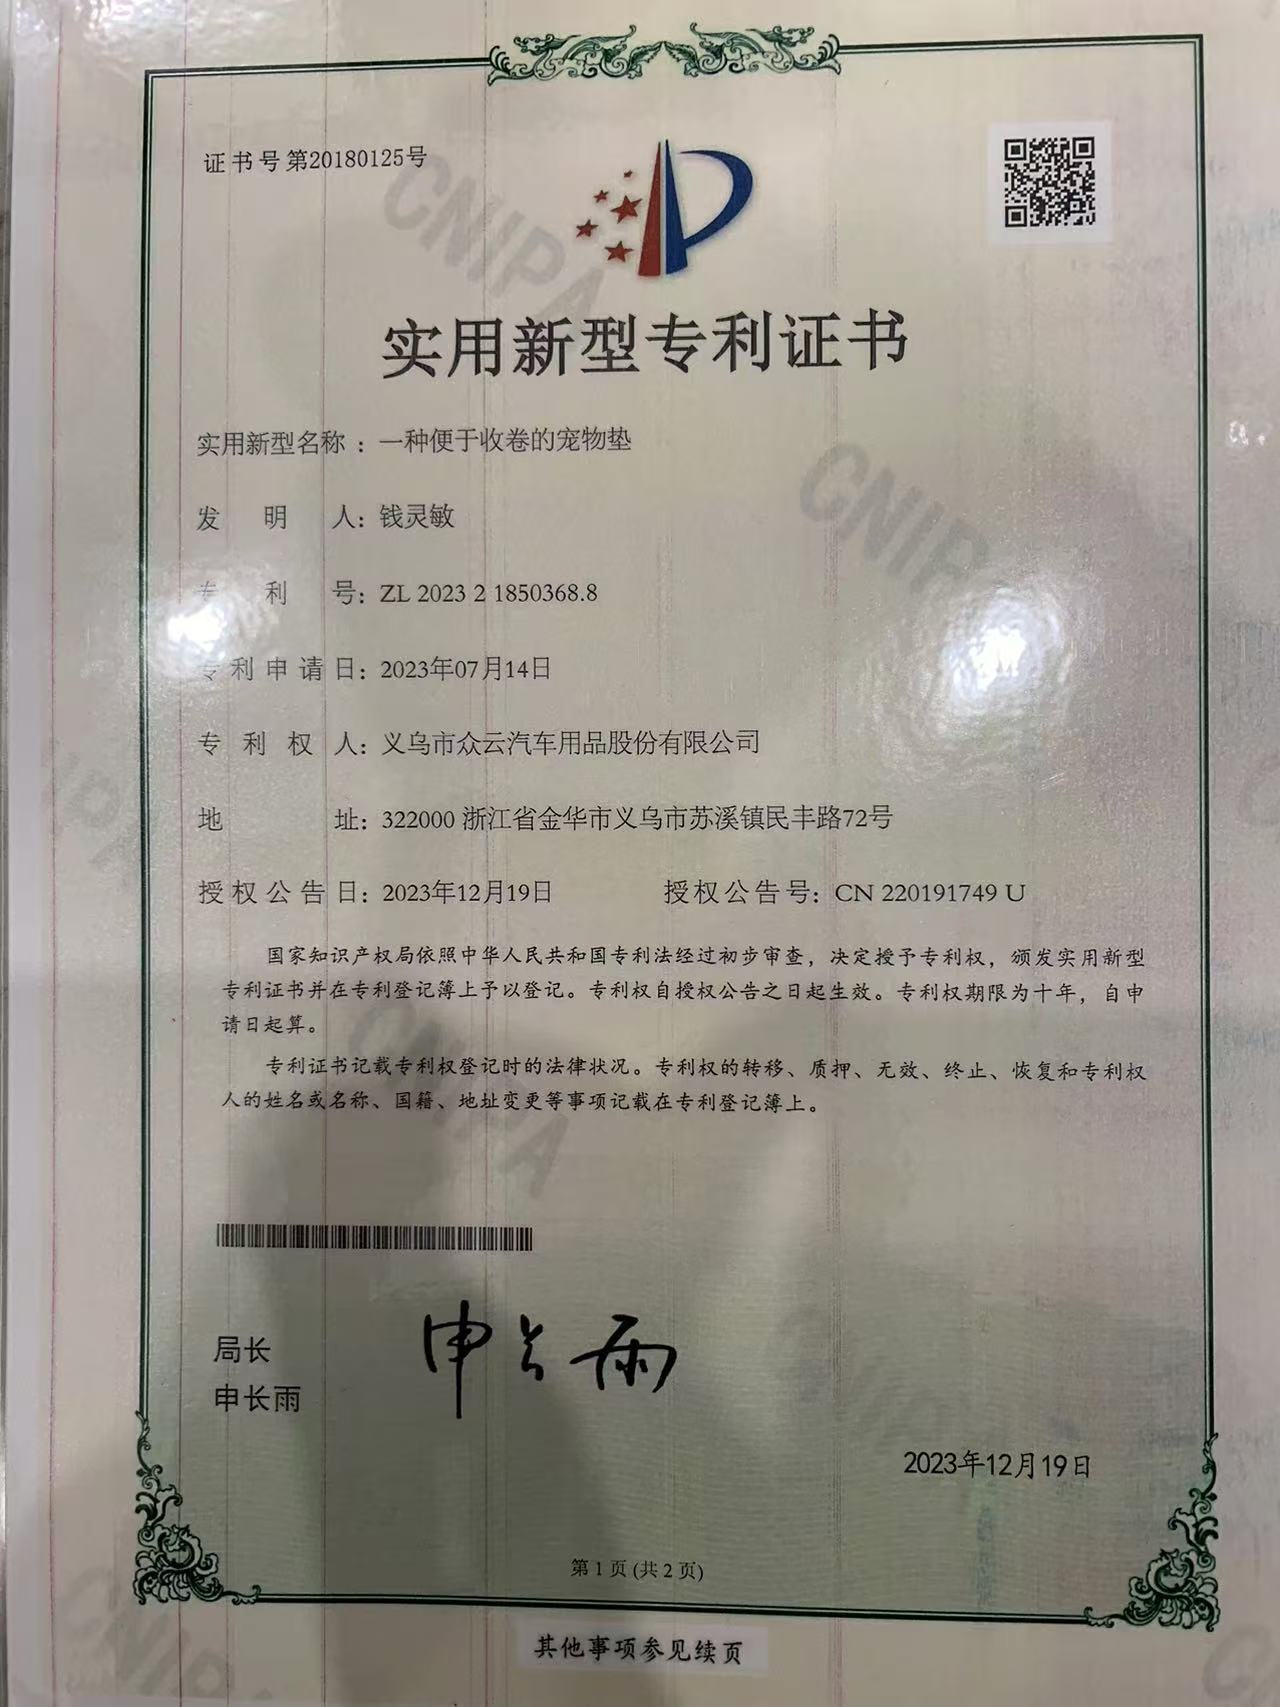 证书号第20180125号
实用新型专利证书
实用新型名称：一种便于收卷的宠物垫
发明人：钱灵敏
专利号：ZL 2023 2 1850368.8
专利申请日：2023年07月14日
专利权人：义乌市众云汽车用品股份有限公司
地址：322000 浙江省金华市义乌市苏溪镇民丰路72号
授权公告日：2023年12月19日 授权公告号：CN 220191749 U
国家知识产权局依照中华人民共和国专利法经过初步审查，决定授予专利权，颁发实用新型
专利证书并在专利登记簿上予以登记。专利权自授权公告之日起生效。专利权期限为十年，自申
请日起算。
专利证书记载专利权登记时的法律状况。专利权的转移、质押、无效、终止、恢复和专利权
人的姓名或名称、国籍、地址变更等事项记载在专利登记簿上。
局长
申长雨
申长雨
2023年12月19日
第 1 页 (共 2 页)
其他事项参见续页
CNIPA
CNIPA
CNIPA